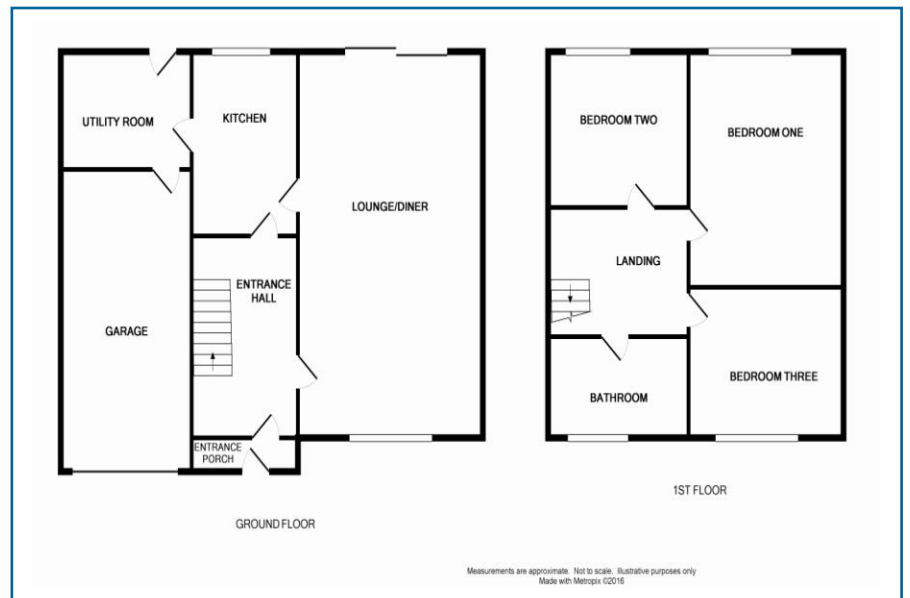 UTILITY ROOM
KITCHEN
LOUNGE/DINER
ENTRANCE
HALL
GARAGE
ENTRANCE
PORCH
GROUND FLOOR
BEDROOM TWO
BEDROOM ONE
LANDING
BATHROOM
BEDROOM THREE
1ST FLOOR
Measurements are approximate. Not to scale. Illustrative purposes only
Made with Metropix ©2016